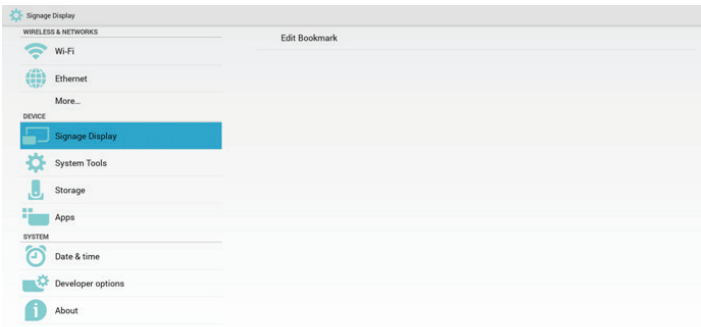 Signage Display
WIRELESS & NETWORKS
Wi-Fi
Ethernet
More...
DEVICE
Signage Display
System Tools
Storage
Apps
SYSTEM
Date & time
Developer options
About
Edit Bookmark